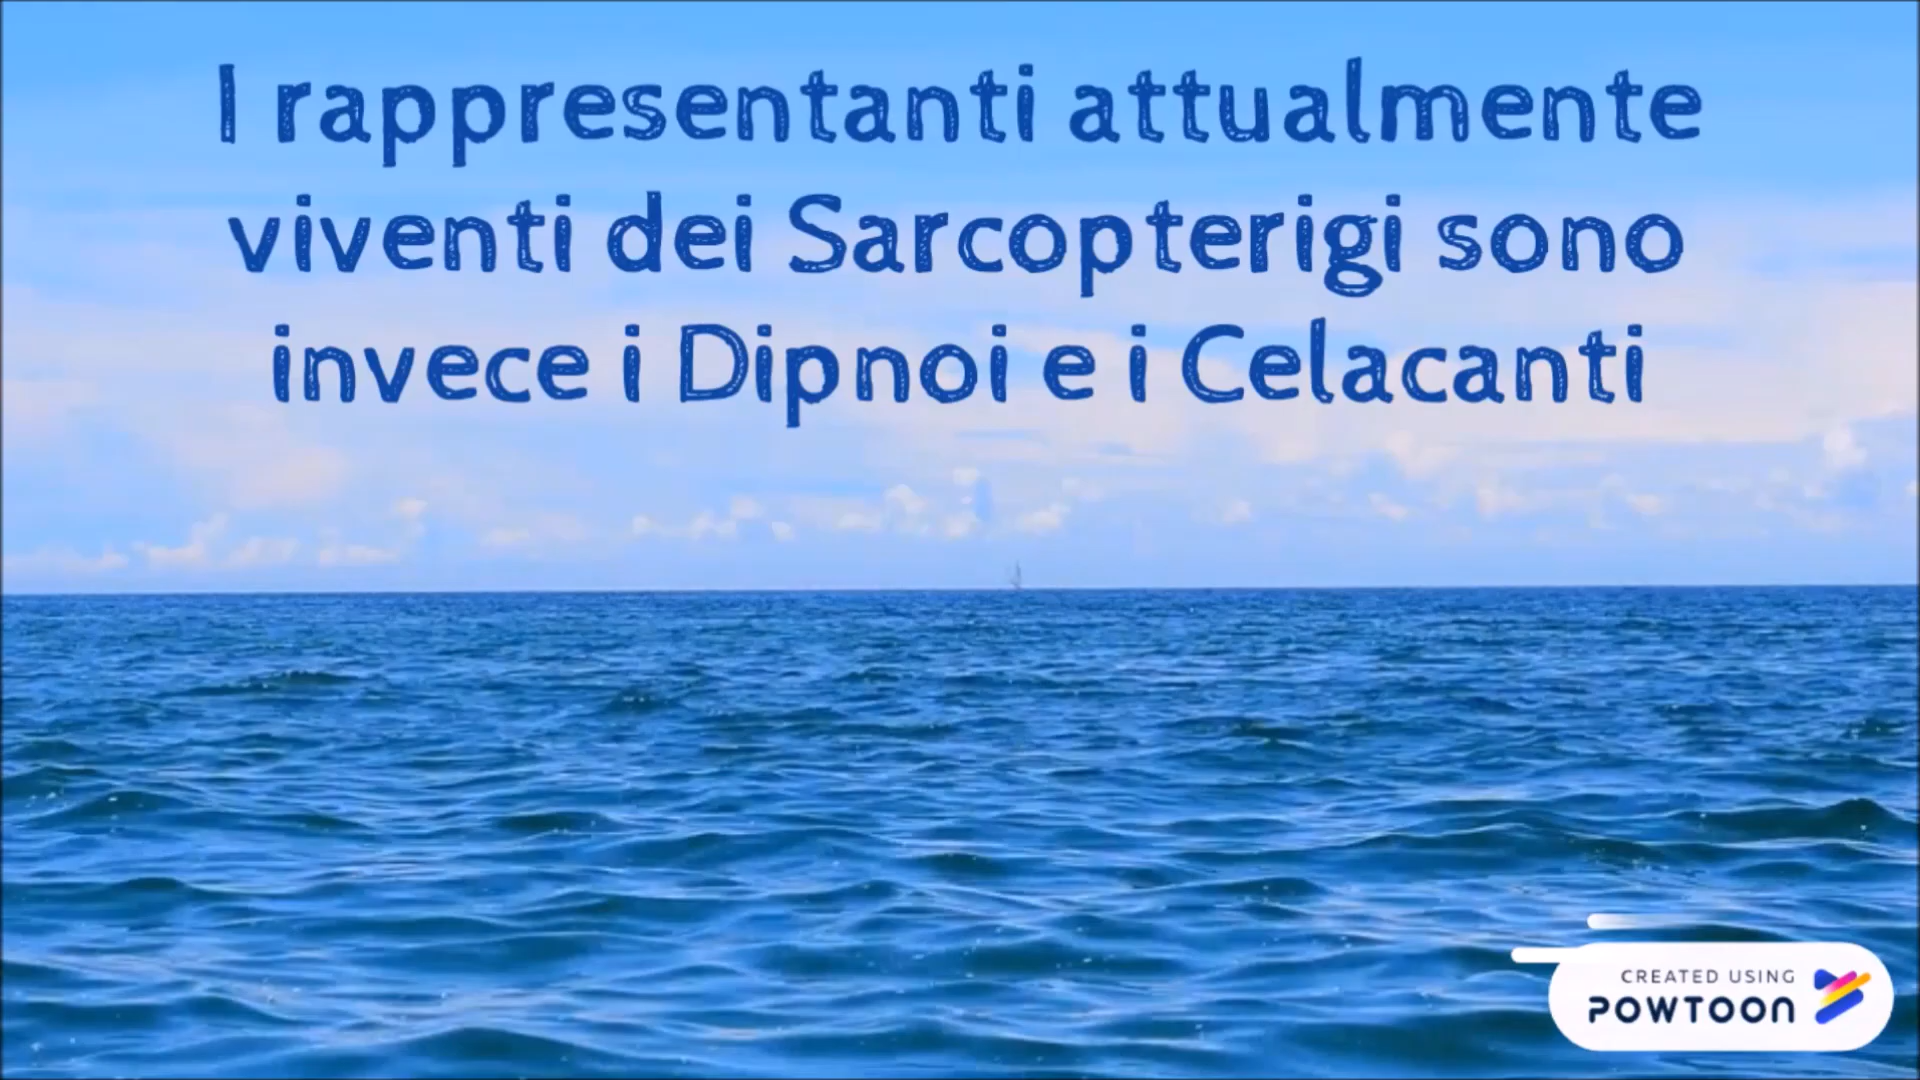 I rappresentanti attualmente
viventi dei Sarcopterigi sono
invece i Dipnoi e i Celacanti
CREATED USING
POWTOON